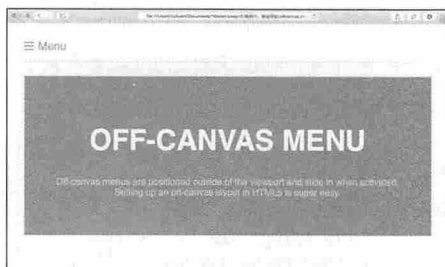 ☰ Menu
OFF-CANVAS MENU
Off-canvas menus are positioned outside of the viewport and slide in when activated.
Setting up an off-canvas layout in HTML5 is super easy.